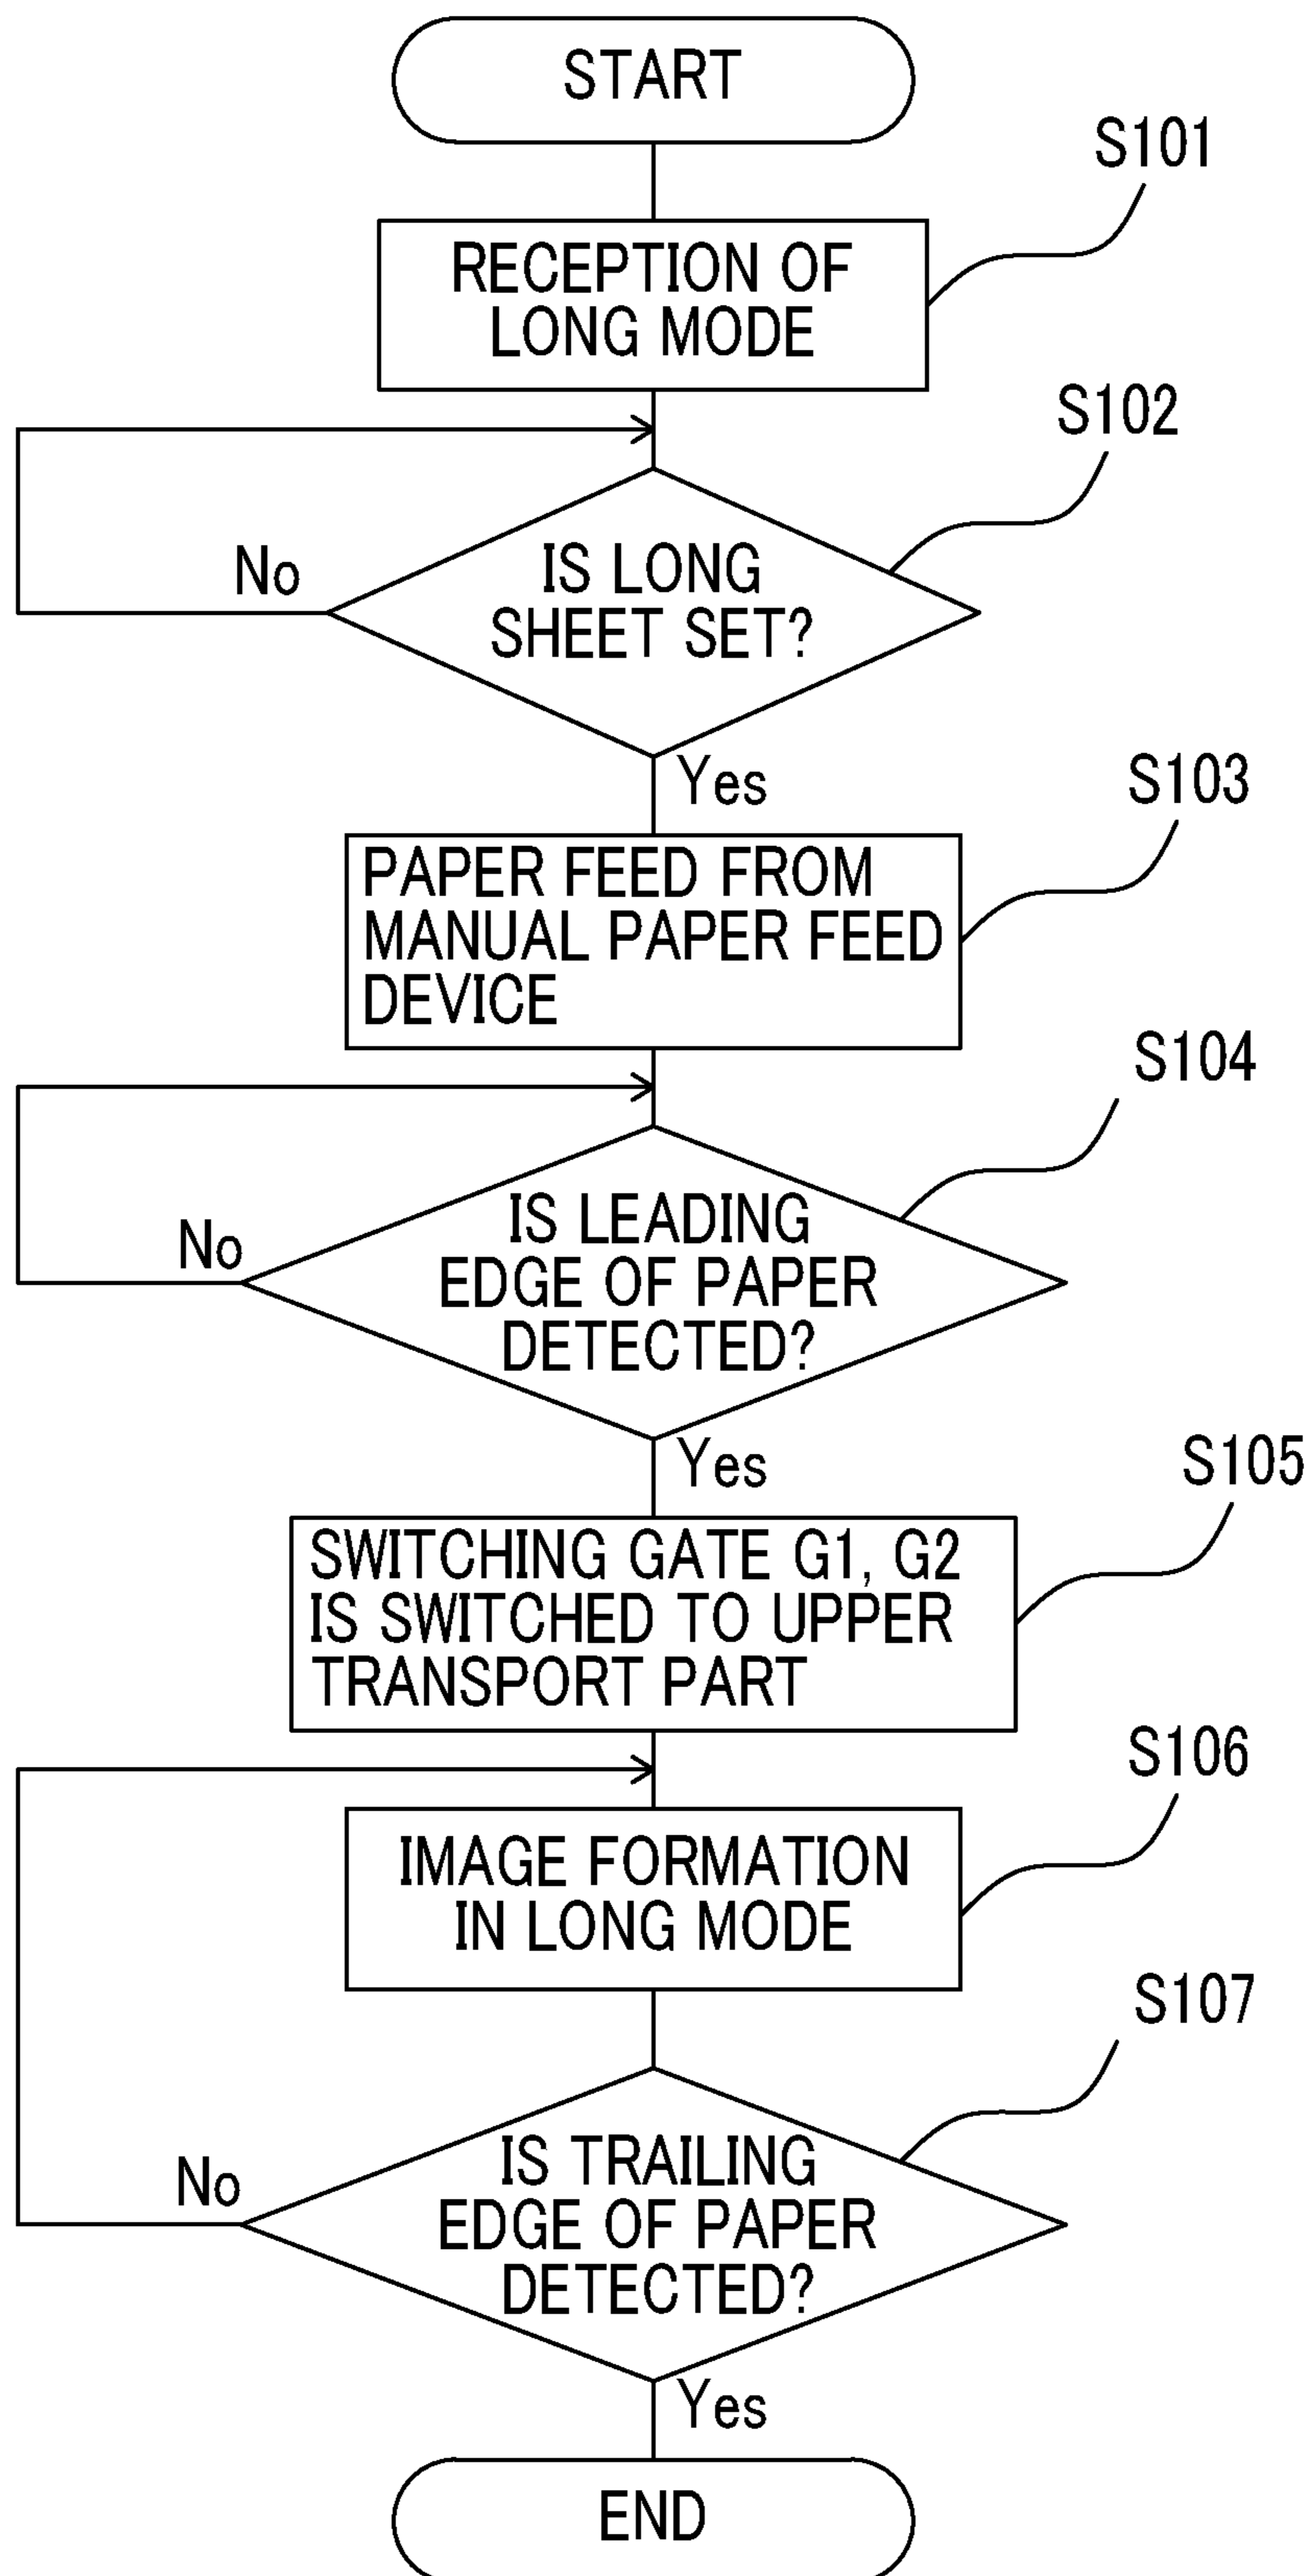 START
S101
RECEPTION OF
LONG MODE
S102
IS LONG
SHEET SET?
No
Yes
S103
PAPER FEED FROM
MANUAL PAPER FEED
DEVICE
S104
IS LEADING
EDGE OF PAPER
DETECTED?
No
Yes
S105
SWITCHING GATE G1, G2
IS SWITCHED TO UPPER
TRANSPORT PART
S106
IMAGE FORMATION
IN LONG MODE
S107
IS TRAILING
EDGE OF PAPER
DETECTED?
No
Yes
END